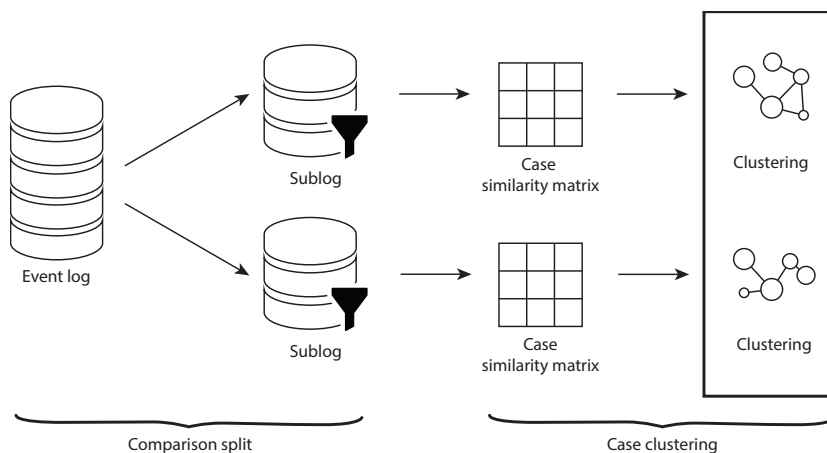 Sublog
Case
similarity matrix
Clustering
Event log
Sublog
Case
similarity matrix
Clustering
Comparison split
Case clustering